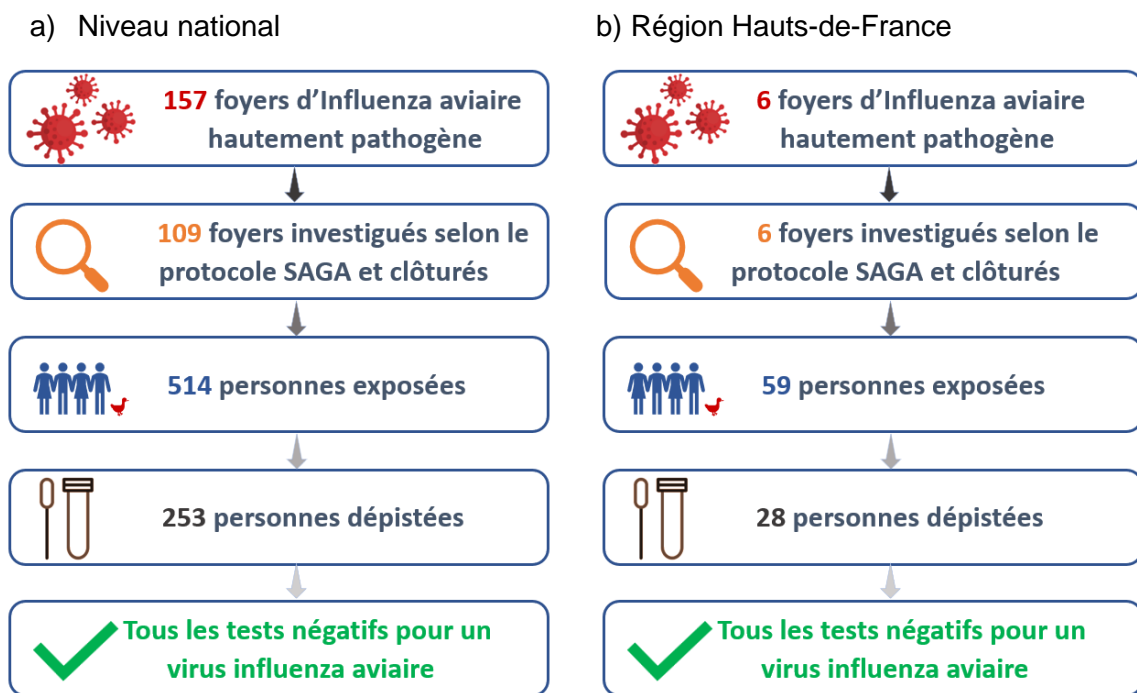 a) Niveau national
157 foyers d'Influenza aviaire
hautement pathogène
109 foyers investigués selon le
protocole SAGA et clôturés
514 personnes exposées
253 personnes dépistées
Tous les tests négatifs pour un
virus influenza aviaire
b) Région Hauts-de-France
6 foyers d'Influenza aviaire
hautement pathogène
6 foyers investigués selon le
protocole SAGA et clôturés
59 personnes exposées
28 personnes dépistées
Tous les tests négatifs pour un
virus influenza aviaire